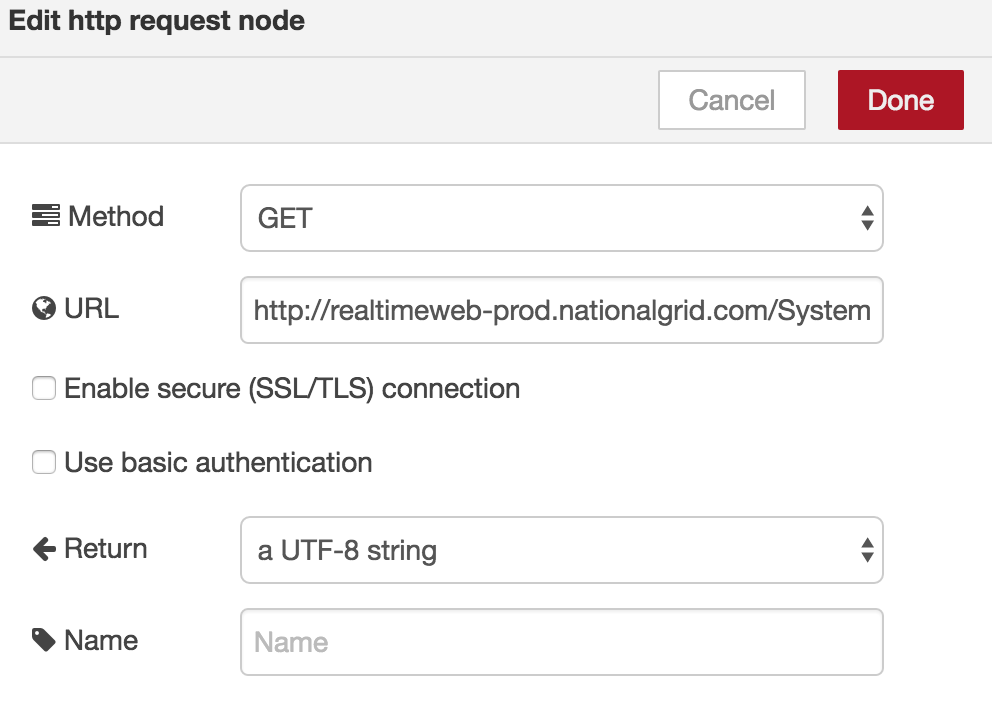 Edit http request node
Cancel Done
Method GET
URL http://realtimeweb-prod.nationalgrid.com/System
Enable secure (SSL/TLS) connection
Use basic authentication
Return a UTF-8 string
Name Name